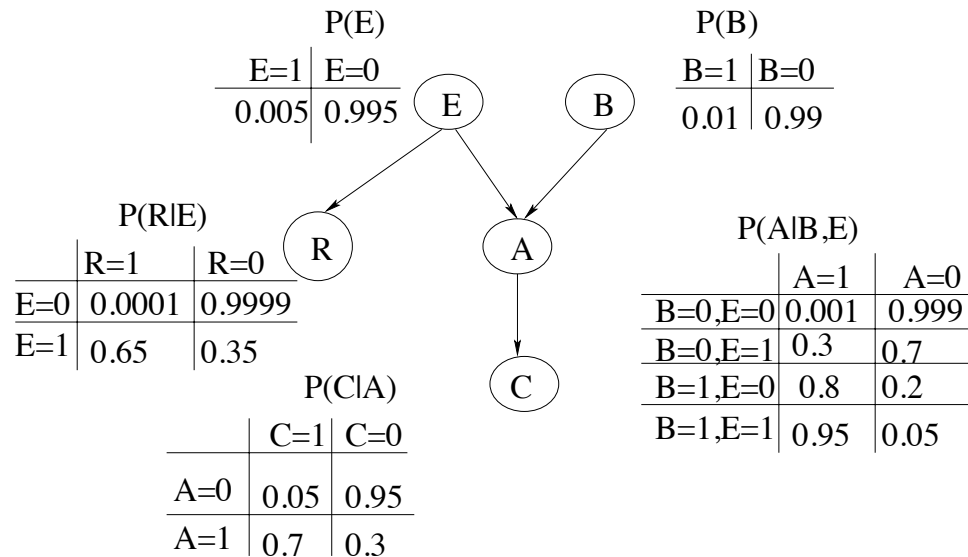 P(E)
E=1 E=0
0.005 0.995
E
B
P(B)
B=1 B=0
0.01 0.99
P(R|E)
R=1 R=0
E=0 0.0001 0.9999
E=1 0.65 0.35
R
A
P(A|B,E)
A=1 A=0
B=0,E=0 0.001 0.999
B=0,E=1 0.3 0.7
B=1,E=0 0.8 0.2
B=1,E=1 0.95 0.05
C
P(C|A)
C=1 C=0
A=0 0.05 0.95
A=1 0.7 0.3